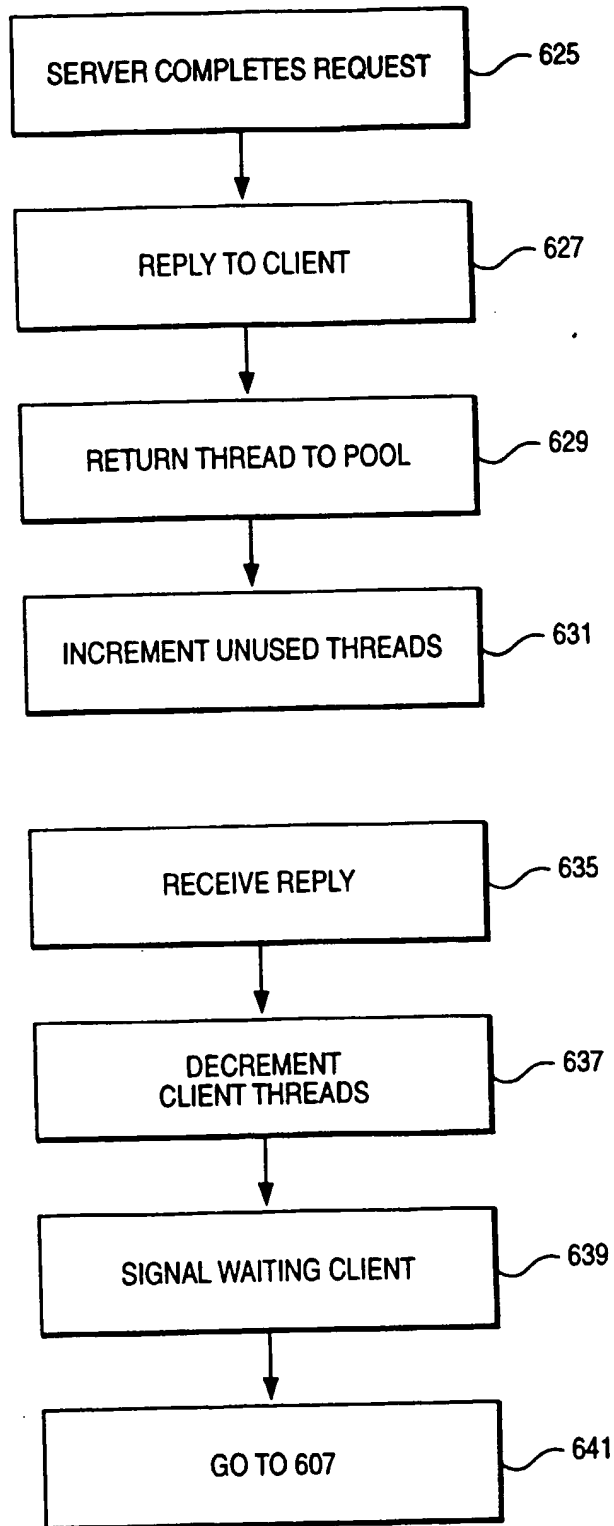 SERVER COMPLETES REQUEST
625
REPLY TO CLIENT
627
RETURN THREAD TO POOL
629
INCREMENT UNUSED THREADS
631
RECEIVE REPLY
635
DECREMENT
CLIENT THREADS
637
SIGNAL WAITING CLIENT
639
GO TO 607
641